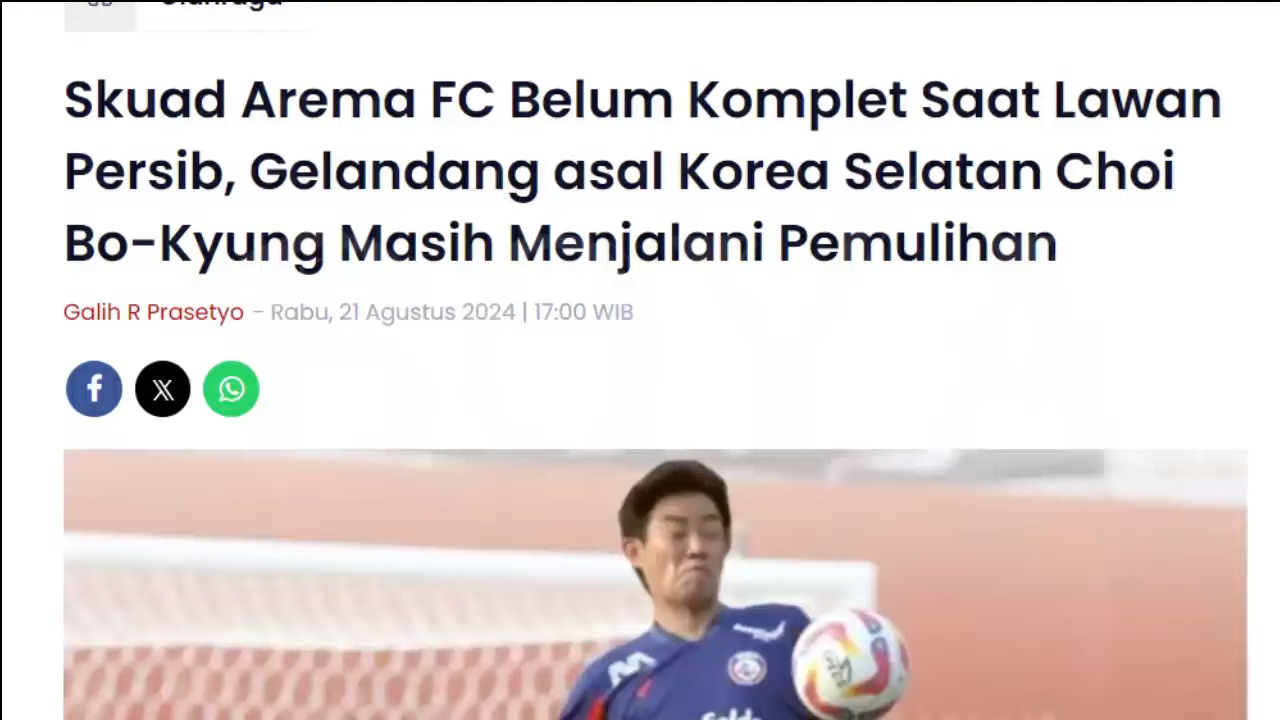 Olahraga
Skuad Arema FC Belum Komplet Saat Lawan
Persib, Gelandang asal Korea Selatan Choi
Bo-Kyung Masih Menjalani Pemulihan
Galih R Prasetyo - Rabu, 21 Agustus 2024 | 17:00 WIB